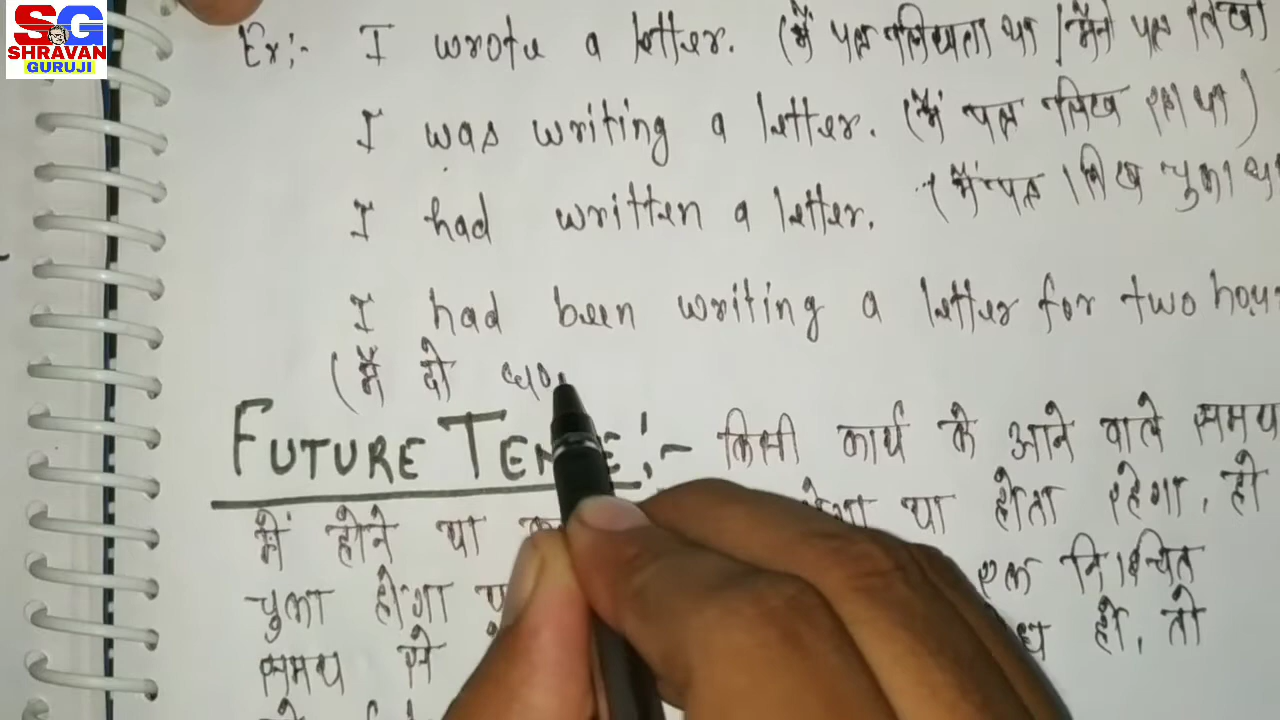 SG
SHRAVAN
GURUJI
Ex:- I wrote a letter. (मैं पत्र लिखता था / मैंने पत्र लिखा
I was writing a letter. (मैं पत्र लिख रहा था)
I had written a letter. (मैं पत्र लिख चुका था
I had been writing a letter for two hou
(मैं दो
FUTURE TENSE:- किसी कार्य के आने वाले समय
में होने या या होता रहेगा, हो
चुका होगा एक निश्चित
समय से हो, तो